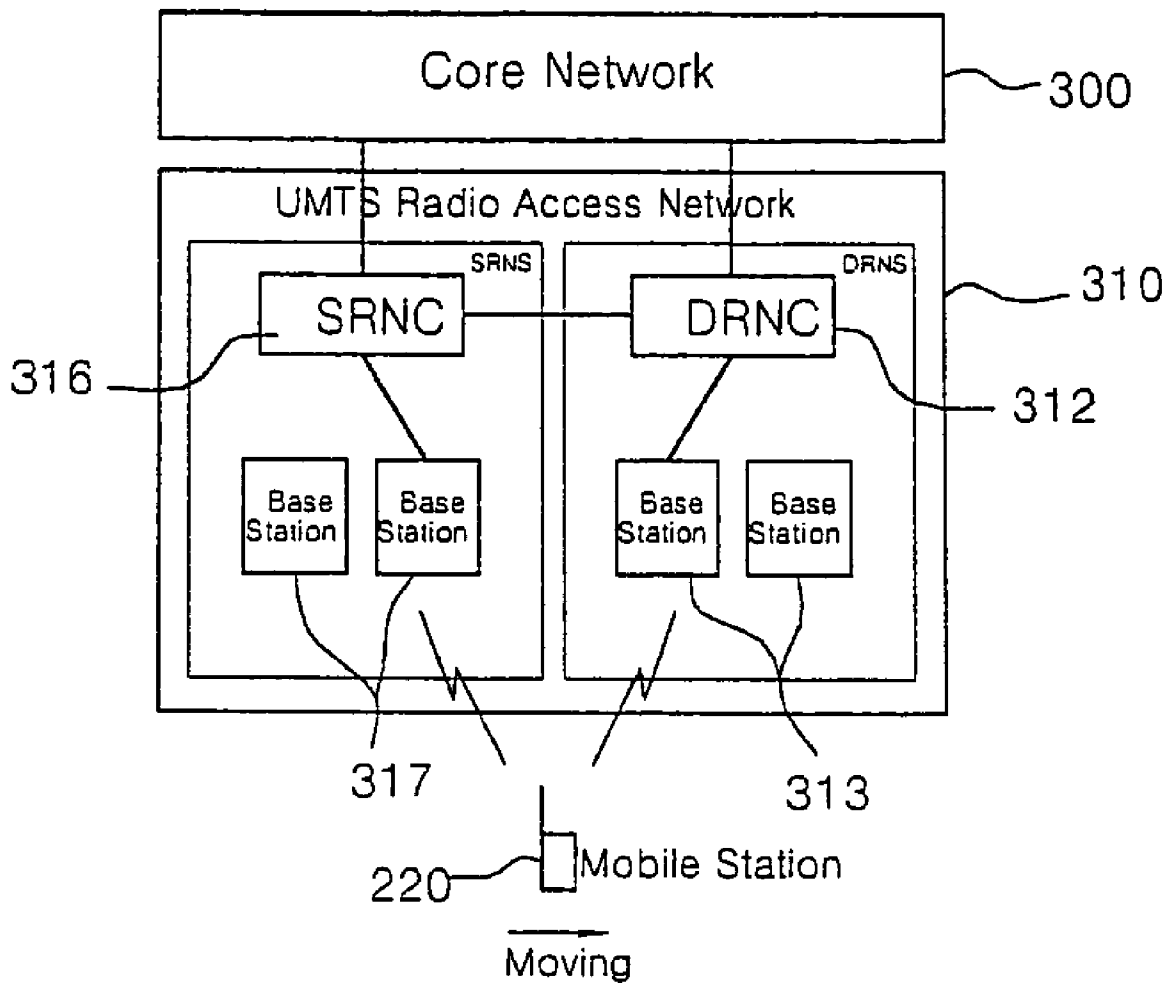 Core Network
300
UMTS Radio Access Network
SRNS
DRNS
310
SRNC
DRNC
316
312
Base
Station
Base
Station
Base
Station
Base
Station
317
313
220
Mobile Station
Moving